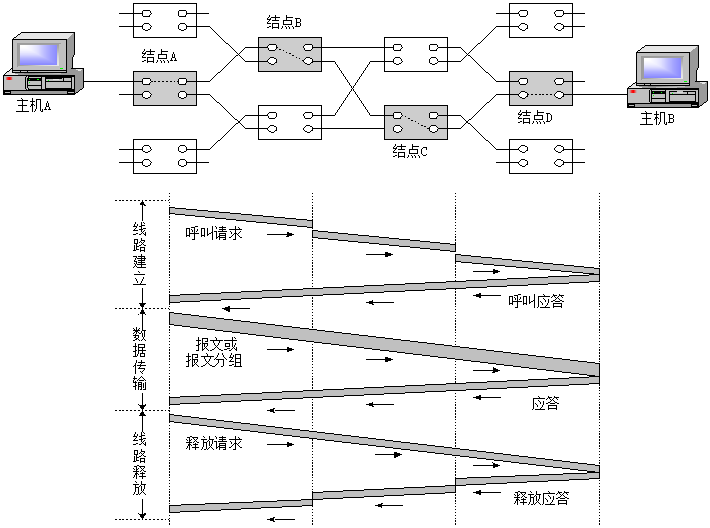 结点B
结点A
主机A
结点D
主机B
结点C
线路建立
呼叫请求
呼叫应答
数据传输
报文或
报文分组
应答
线路释放
释放请求
释放应答